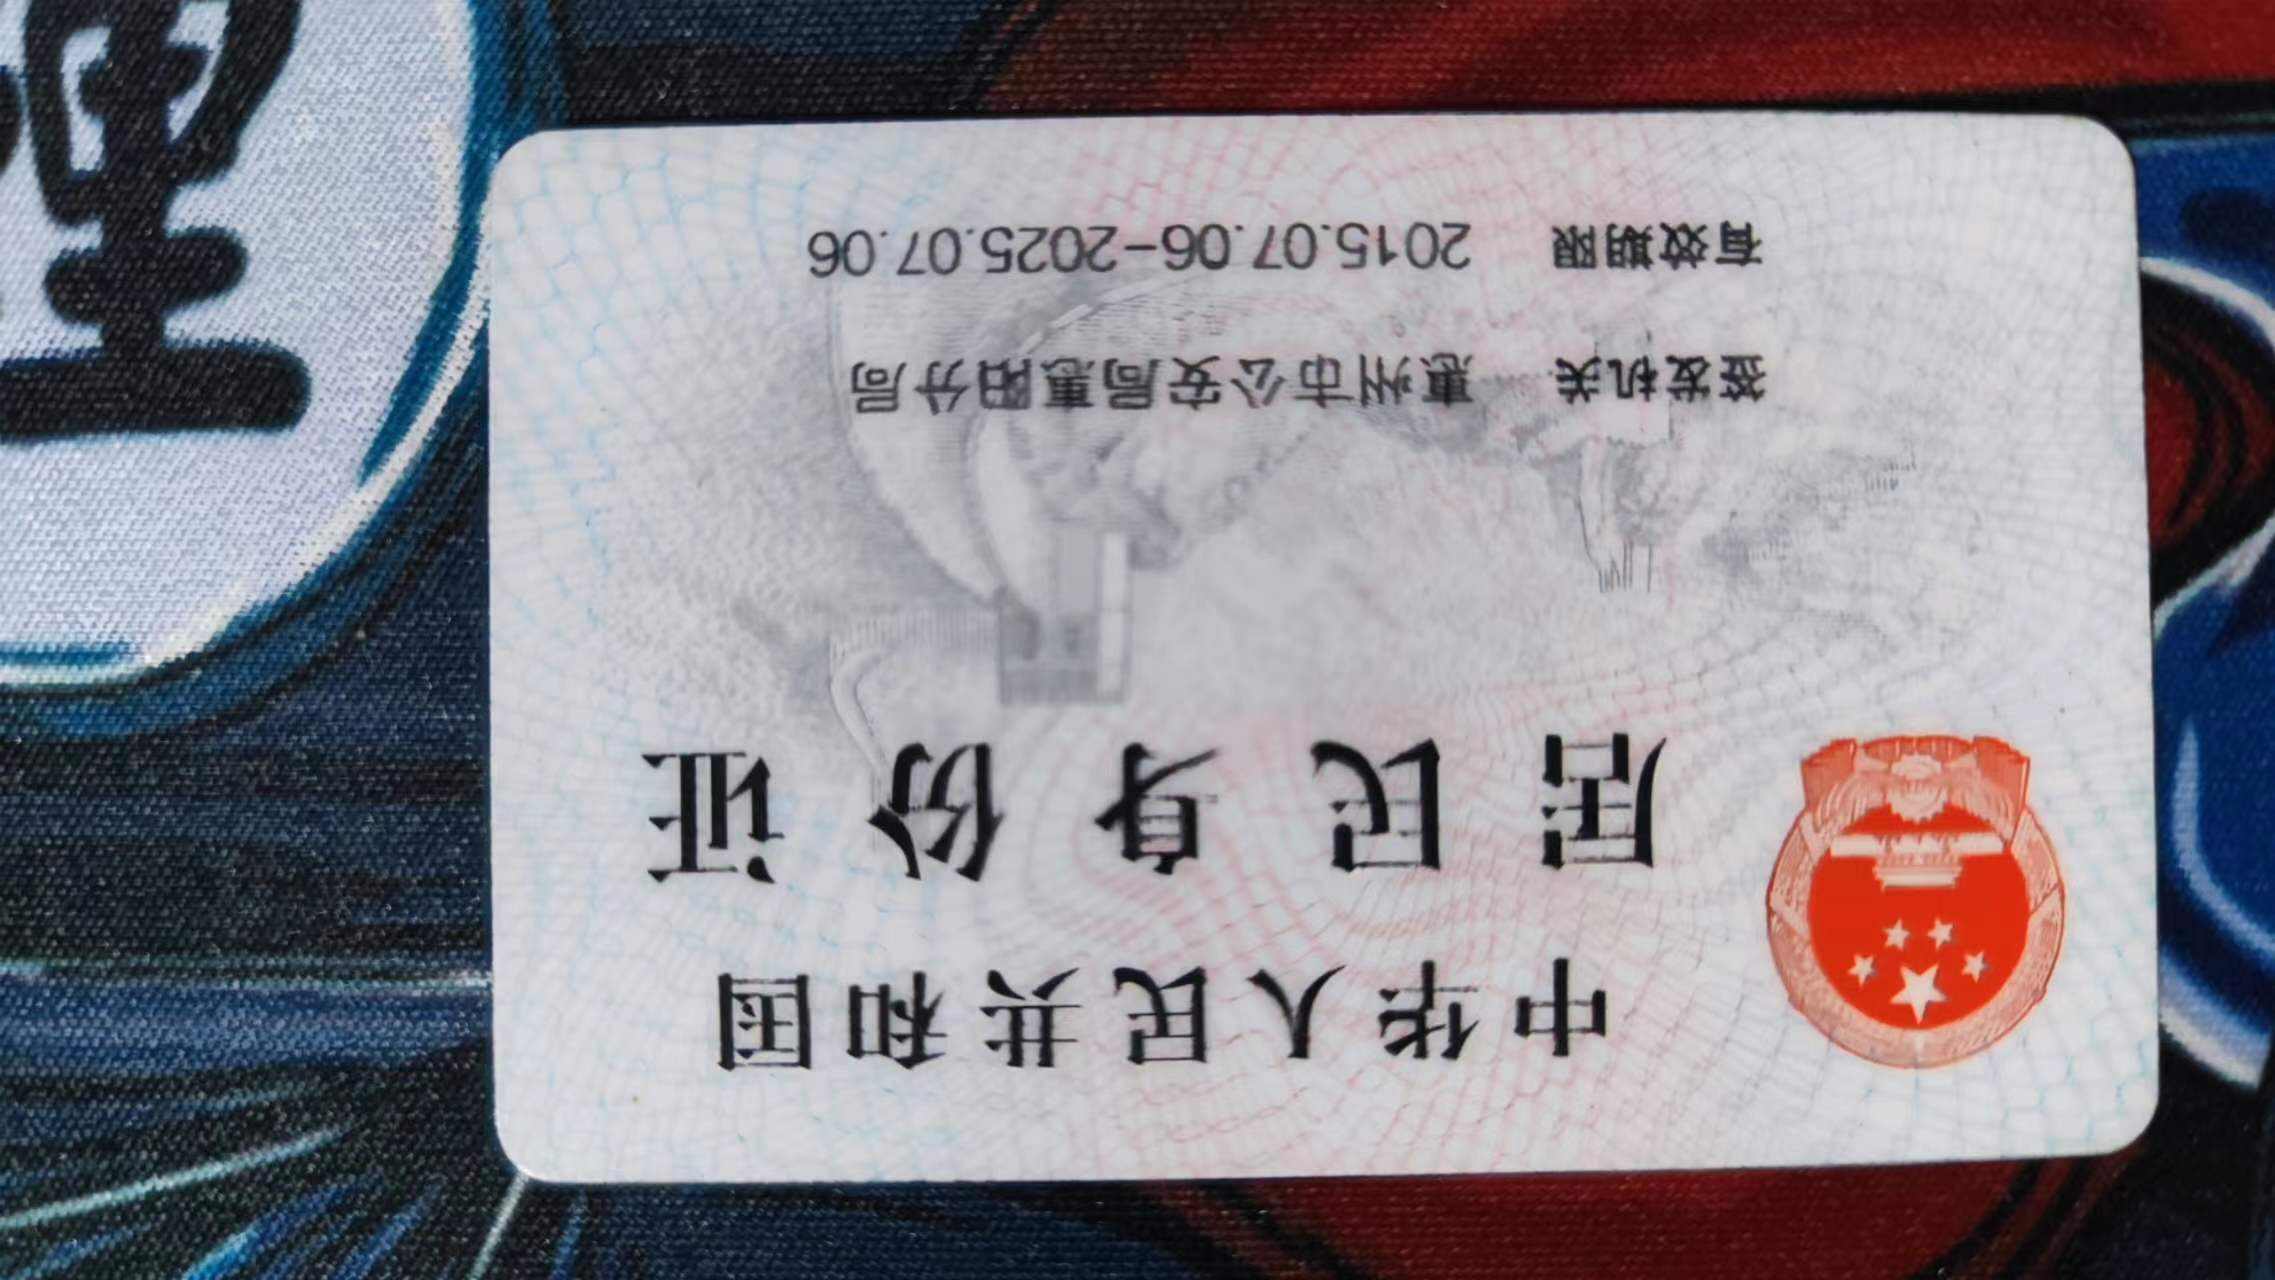 中华人民共和国
居民身份证
签发机关 惠州市公安局惠阳分局
有效期限 2015.07.06-2025.07.06